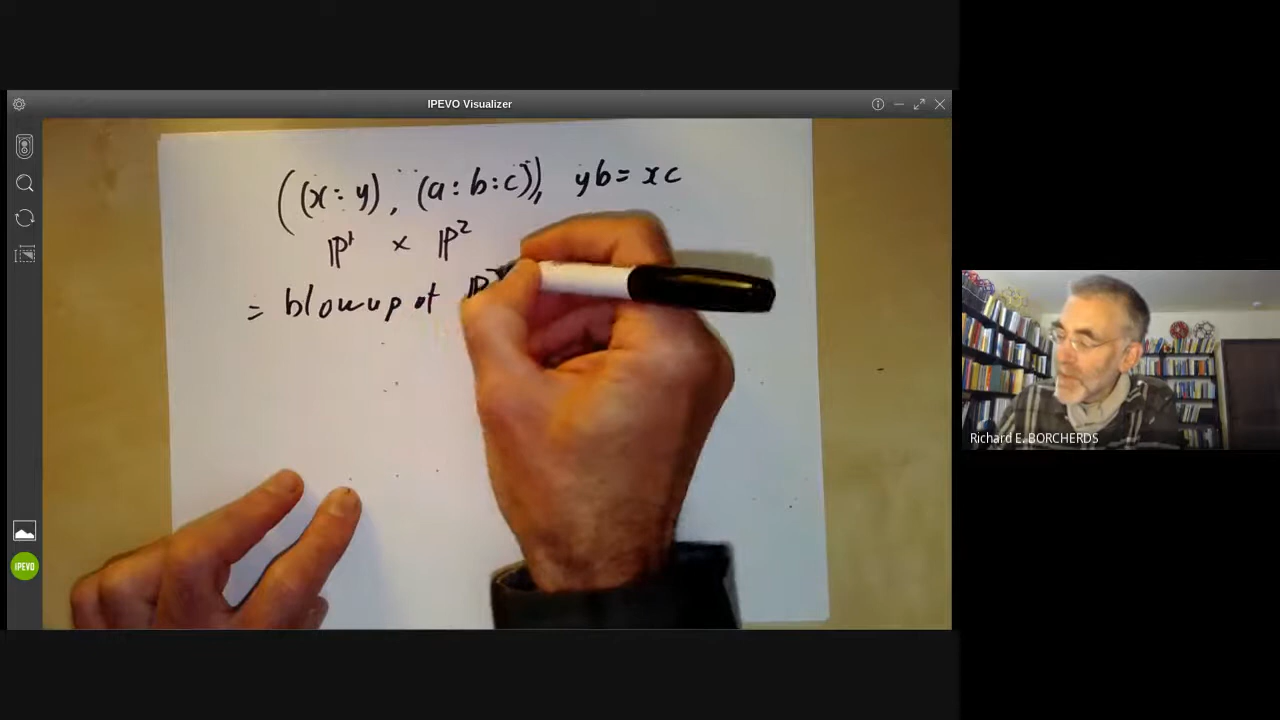 IPEVO Visualizer
((x:y), (a:b:c)), yb = xc
ℙ¹ × ℙ²
= blowup of ℙ
Richard E. BORCHERDS
IPEVO